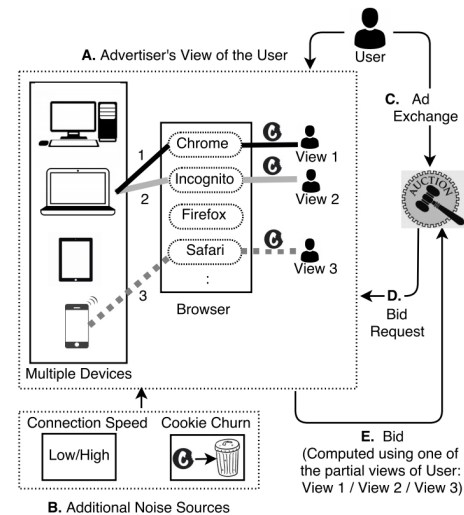 A. Advertiser's View of the User
User
C. Ad
Exchange
AUCTION
1
2
3
Chrome
Incognito
Firefox
Safari
:
Browser
C
View 1
C
View 2
C
View 3
Multiple Devices
D.
Bid
Request
Connection Speed
Low/High
Cookie Churn
C
B. Additional Noise Sources
E. Bid
(Computed using one of
the partial views of User:
View 1 / View 2 / View 3)